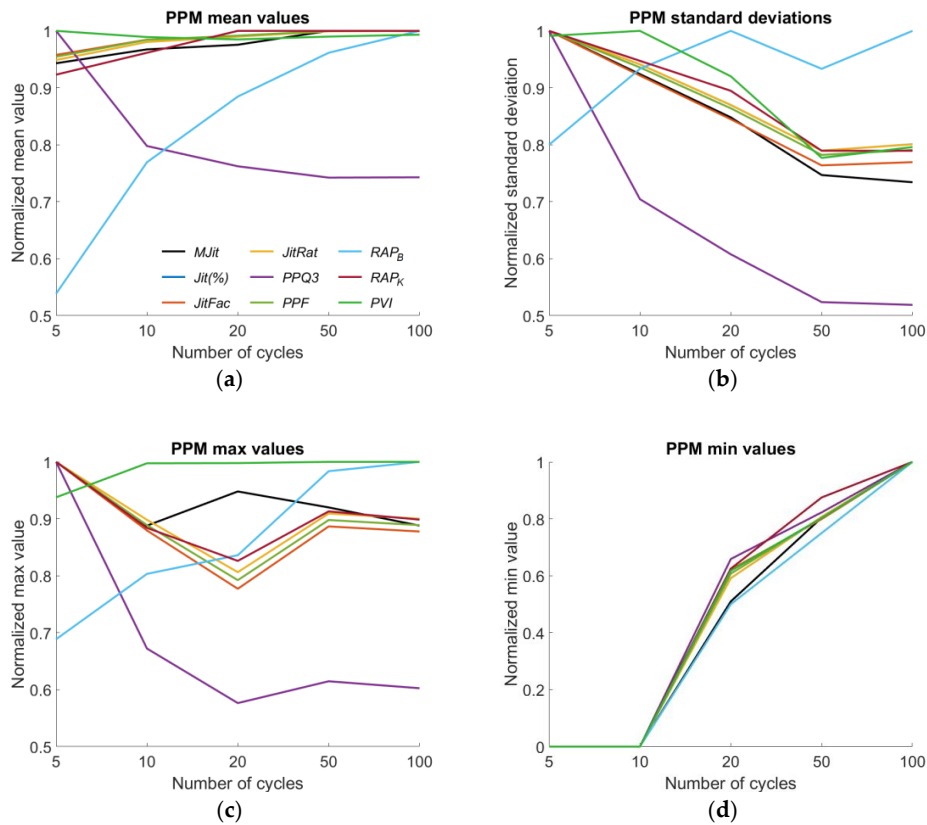 PPM mean values
Normalized mean value
1
0.9
0.8
0.7
0.6
0.5
MJit JitRat RAP_B
Jit(%) PPQ3 RAP_K
JitFac PPF PVI
5 10 20 50 100
Number of cycles
(a)
PPM standard deviations
Normalized standard deviation
1
0.9
0.8
0.7
0.6
0.5
5 10 20 50 100
Number of cycles
(b)
PPM max values
Normalized max value
1
0.9
0.8
0.7
0.6
0.5
5 10 20 50 100
Number of cycles
(c)
PPM min values
Normalized min value
1
0.8
0.6
0.4
0.2
0
5 10 20 50 100
Number of cycles
(d)